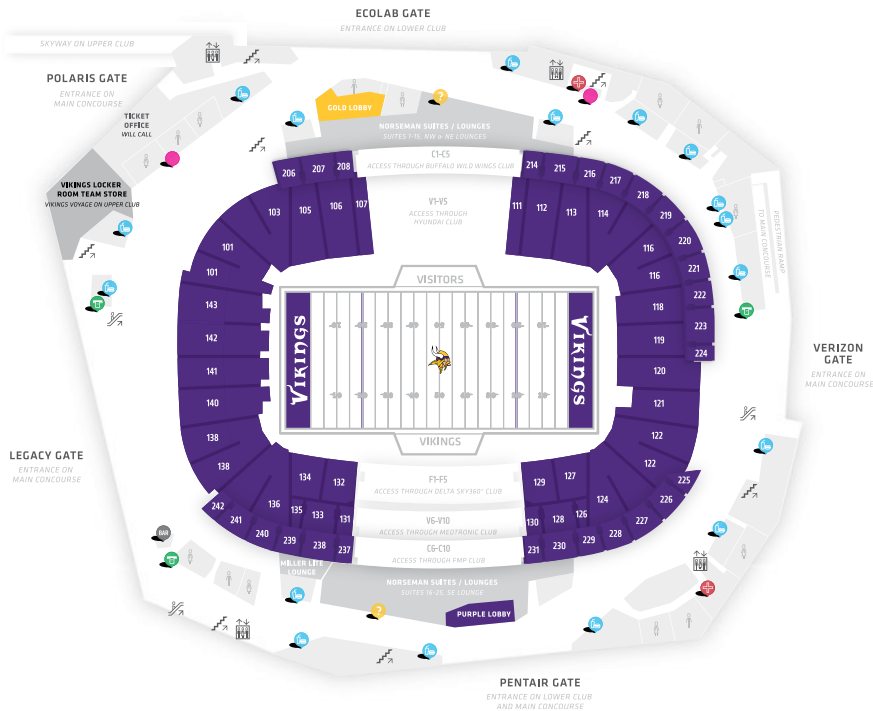 ECOLAB GATE
ENTRANCE ON LOWER CLUB
SKYWAY ON UPPER CLUB
POLARIS GATE
ENTRANCE ON
MAIN CONCOURSE
TICKET
OFFICE
WILL CALL
GOLD LOBBY
?
NORSEMAN SUITES / LOUNGES
SUITES 1-15, NW & NE LOUNGES
VIKINGS LOCKER
ROOM TEAM STORE
VIKINGS VOYAGE ON UPPER CLUB
C1-C5
ACCESS THROUGH BUFFALO WILD WINGS CLUB
206
207
208
214
215
216
217
218
219
220
221
222
223
224
V1-V5
ACCESS THROUGH
HYUNDAI CLUB
101
103
105
106
107
111
112
113
114
116
116
118
119
120
121
122
122
101
143
142
141
140
138
138
PEDESTRIAN RAMP
TO MAIN CONCOURSE
VISITORS
VIKINGS
VIKINGS
VIKINGS
VERIZON
GATE
ENTRANCE ON
MAIN CONCOURSE
LEGACY GATE
ENTRANCE ON
MAIN CONCOURSE
F1-F5
ACCESS THROUGH DELTA SKY360° CLUB
134
132
136
135
133
131
129
127
124
130
128
126
V6-V10
ACCESS THROUGH MEDTRONIC CLUB
C6-C10
ACCESS THROUGH FMP CLUB
242
241
240
239
238
237
231
230
229
228
227
226
225
BAR
MILLER LITE
LOUNGE
NORSEMAN SUITES / LOUNGES
SUITES 16-25, SE LOUNGE
?
PURPLE LOBBY
PENTAIR GATE
ENTRANCE ON LOWER CLUB
AND MAIN CONCOURSE